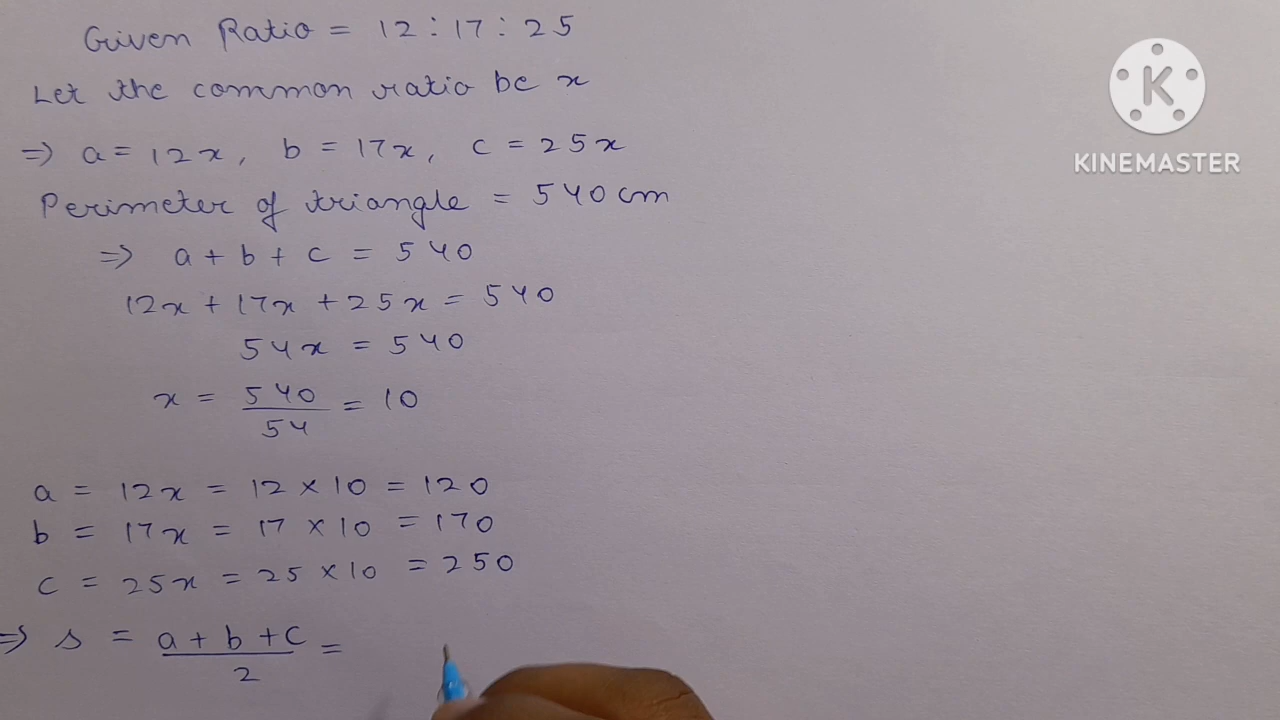 Given Ratio = 12 : 17 : 25
Let the common ratio be x
⇒ a = 12x, b = 17x, c = 25x
Perimeter of triangle = 540 cm
⇒ a + b + c = 540
12x + 17x + 25x = 540
54x = 540
x = 540/54 = 10
a = 12x = 12 × 10 = 120
b = 17x = 17 × 10 = 170
c = 25x = 25 × 10 = 250
⇒ s = a + b + c / 2 =
K
KINEMASTER